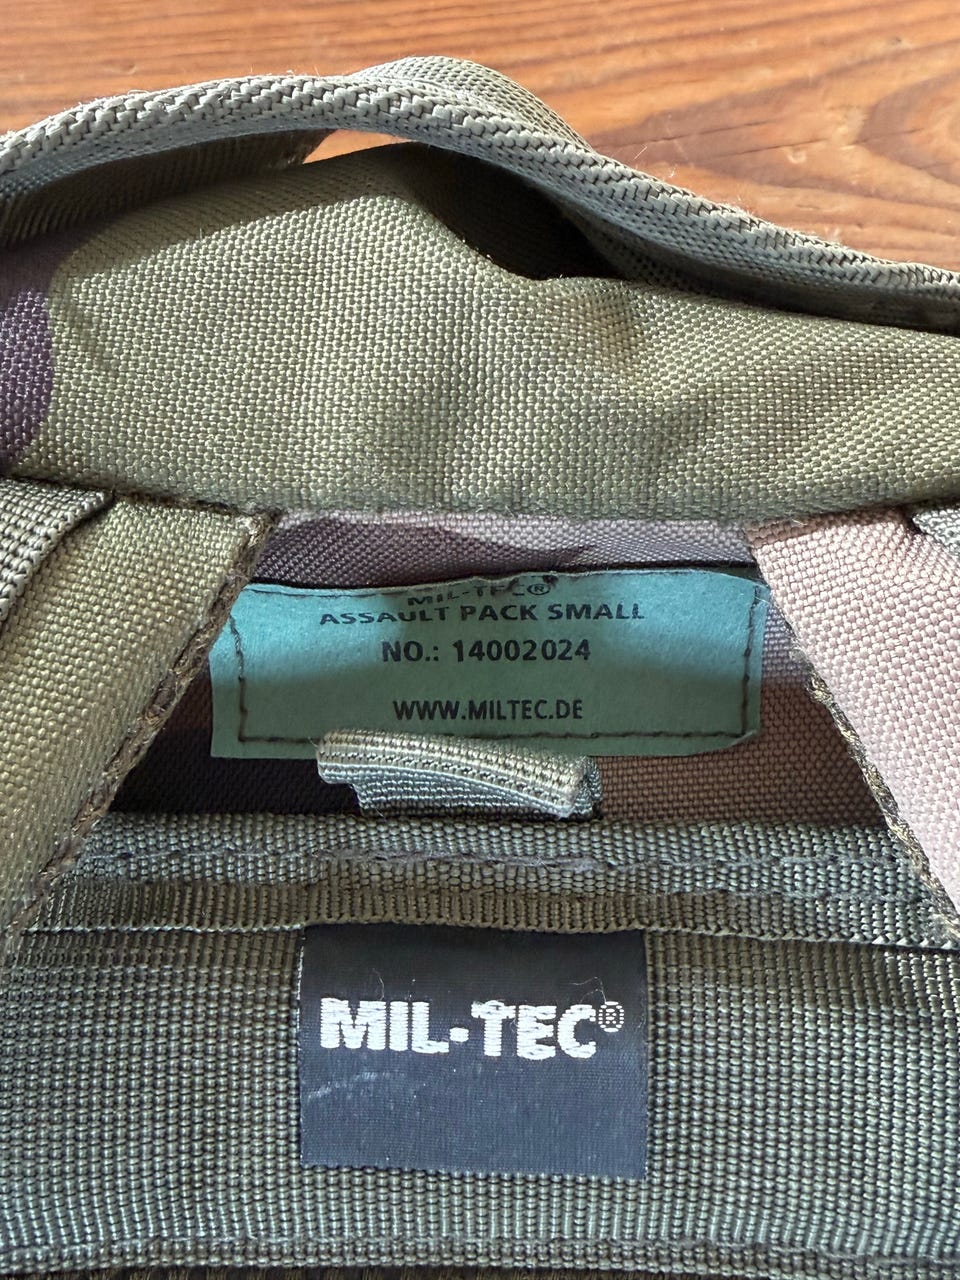 MIL-TEC®
ASSAULT PACK SMALL
NO.: 14002024
WWW.MILTEC.DE
MIL-TEC®